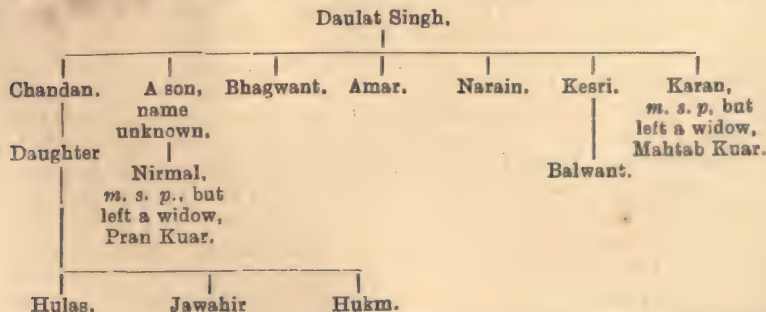 Daulat Singh.
Chandan. A son, Bhagwant. Amar. Narain. Kesri. Karan,
name m. s. p, but
unknown. left a widow,
Daughter Mahtab Kuar.
Nirmal, Balwant.
m. s. p., but
left a widow,
Pran Kuar.
Hulas. Jawahir Hukm.